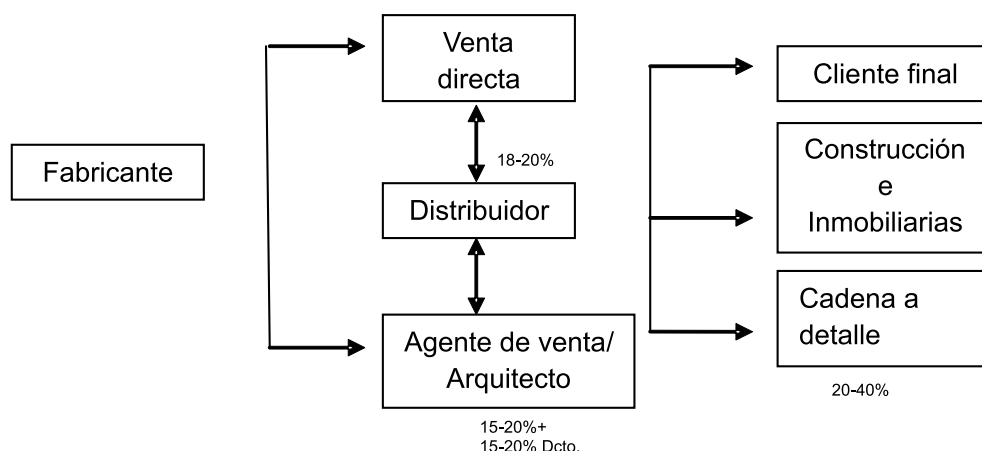 Fabricante
Venta
directa
18-20%
Distribuidor
Agente de venta/
Arquitecto
15-20%+
15-20% Dcto.
Cliente final
Construcción
e
Inmobiliarias
Cadena a
detalle
20-40%